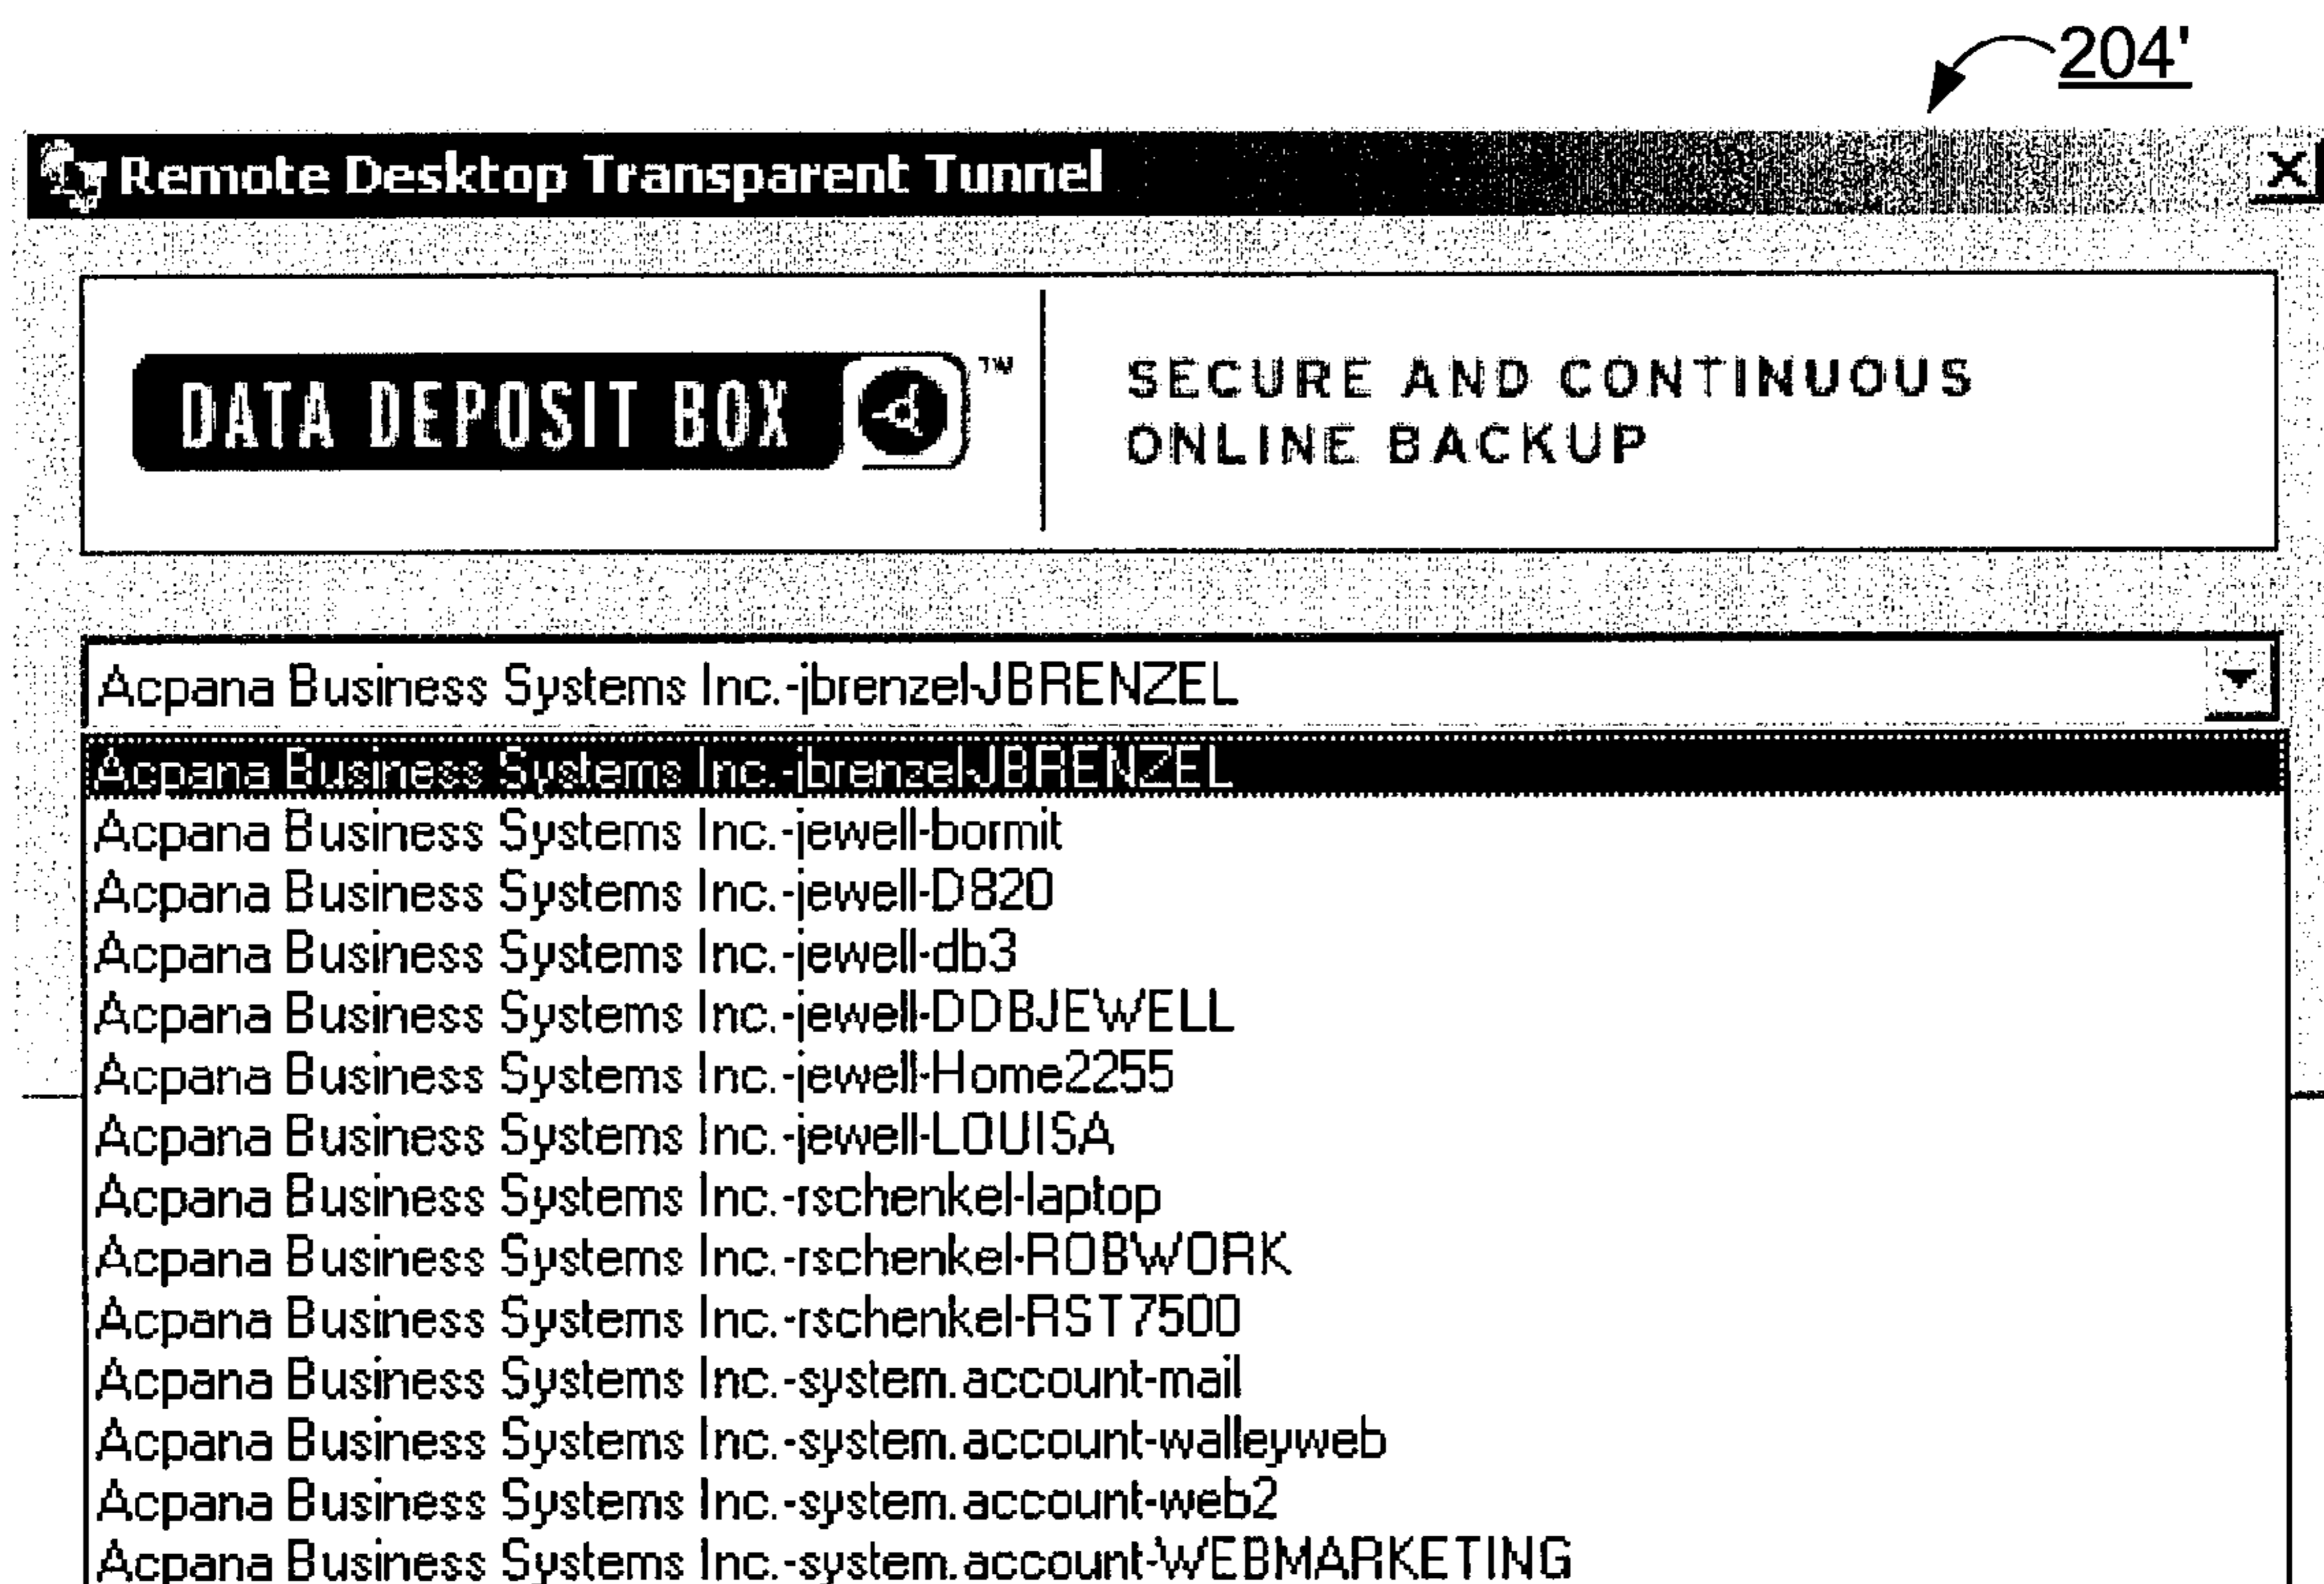 204'
Remote Desktop Transparent Tunnel
DATA DEPOSIT BOX ™
SECURE AND CONTINUOUS
ONLINE BACKUP
Acpana Business Systems Inc.-jbrenzel-JBRENZEL
Acpana Business Systems Inc.-jbrenzel-JBRENZEL
Acpana Business Systems Inc.-jewell-bormit
Acpana Business Systems Inc.-jewell-D820
Acpana Business Systems Inc.-jewell-db3
Acpana Business Systems Inc.-jewell-DDBJEWELL
Acpana Business Systems Inc.-jewell-Home2255
Acpana Business Systems Inc.-jewell-LOUISA
Acpana Business Systems Inc.-rschenkel-laptop
Acpana Business Systems Inc.-rschenkel-ROBWORK
Acpana Business Systems Inc.-rschenkel-RST7500
Acpana Business Systems Inc.-system.account-mail
Acpana Business Systems Inc.-system.account-walleyweb
Acpana Business Systems Inc.-system.account-web2
Acpana Business Systems Inc.-system.account-WEBMARKETING